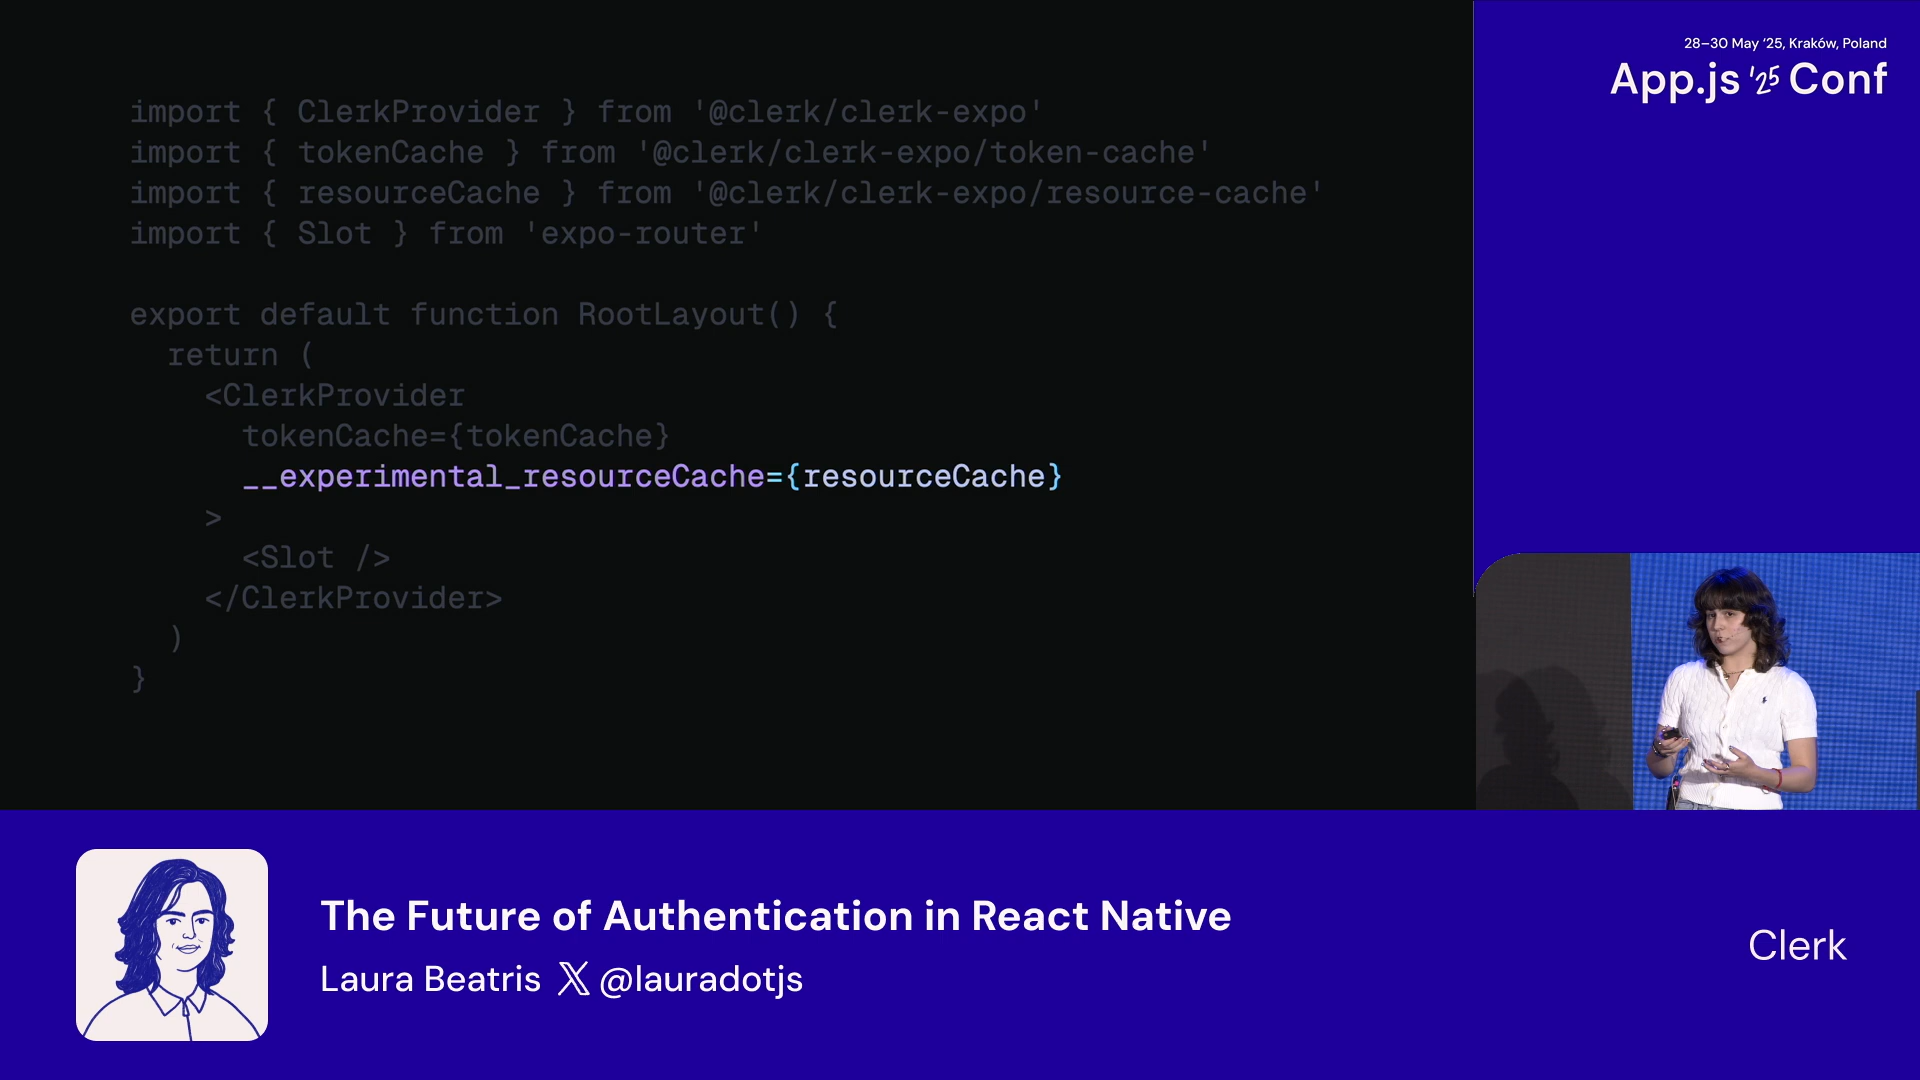 import { ClerkProvider } from '@clerk/clerk-expo'
import { tokenCache } from '@clerk/clerk-expo/token-cache'
import { resourceCache } from '@clerk/clerk-expo/resource-cache'
import { Slot } from 'expo-router'
export default function RootLayout() {
return (
<ClerkProvider
tokenCache={tokenCache}
__experimental_resourceCache={resourceCache}
>
<Slot />
</ClerkProvider>
)
}
28–30 May ‘25, Kraków, Poland
App.js '25 Conf
The Future of Authentication in React Native
Laura Beatris 𝕏 @lauradotjs
Clerk